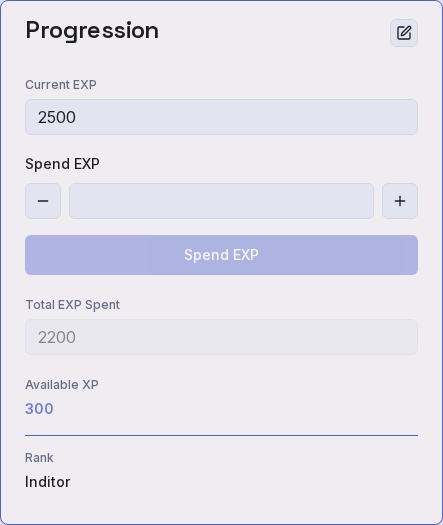 Progression
Current EXP
2500
Spend EXP
Spend EXP
Total EXP Spent
2200
Available XP
300
Rank
Inditor